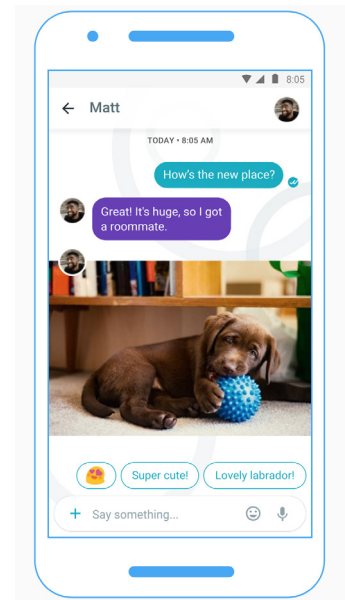 8:05
Matt
TODAY • 8:05 AM
How's the new place?
Great! It's huge, so I got
a roommate.
Super cute!
Lovely labrador!
Say something...